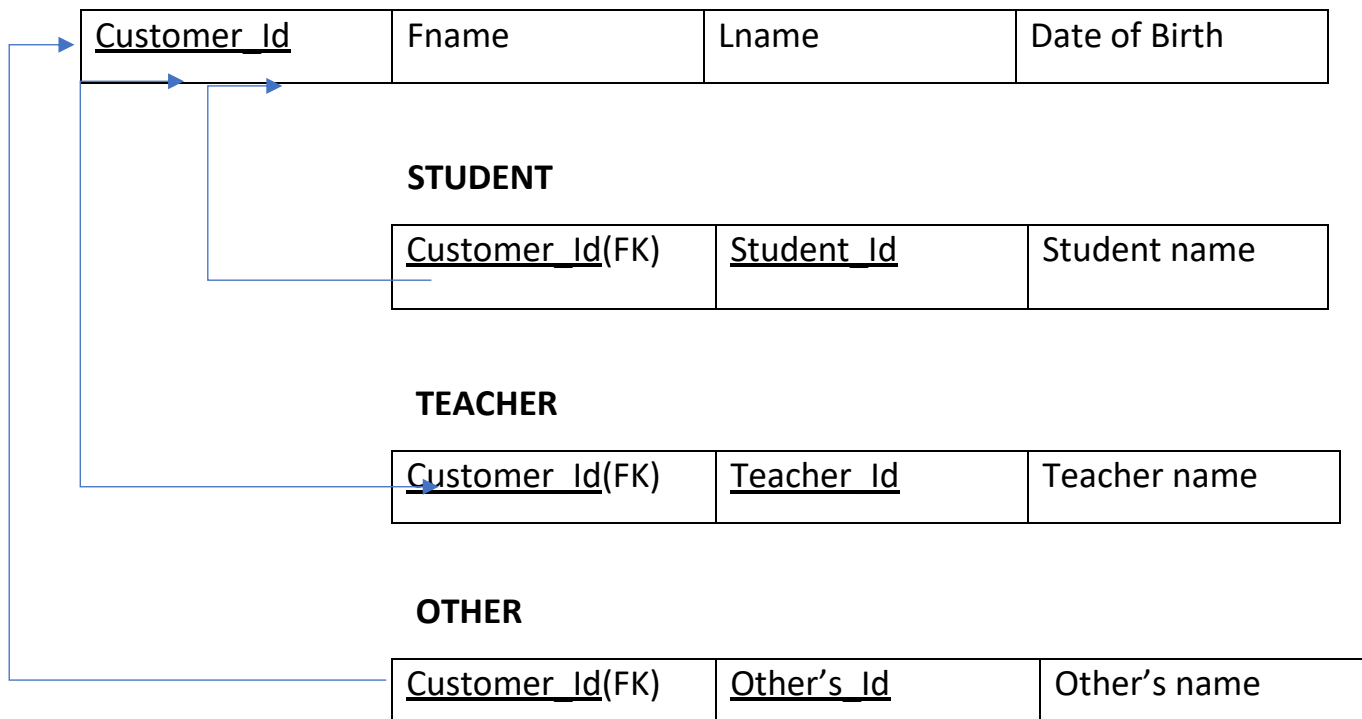 Customer_Id Fname Lname Date of Birth
STUDENT
Customer_Id(FK) Student_Id Student name
TEACHER
Customer_Id(FK) Teacher_Id Teacher name
OTHER
Customer_Id(FK) Other’s_Id Other’s name